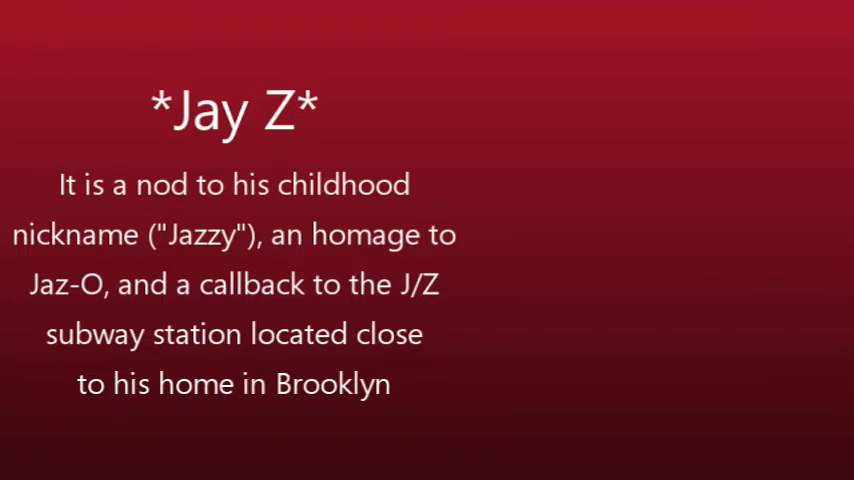 *Jay Z*
It is a nod to his childhood
nickname ("Jazzy"), an homage to
Jaz-O, and a callback to the J/Z
subway station located close
to his home in Brooklyn